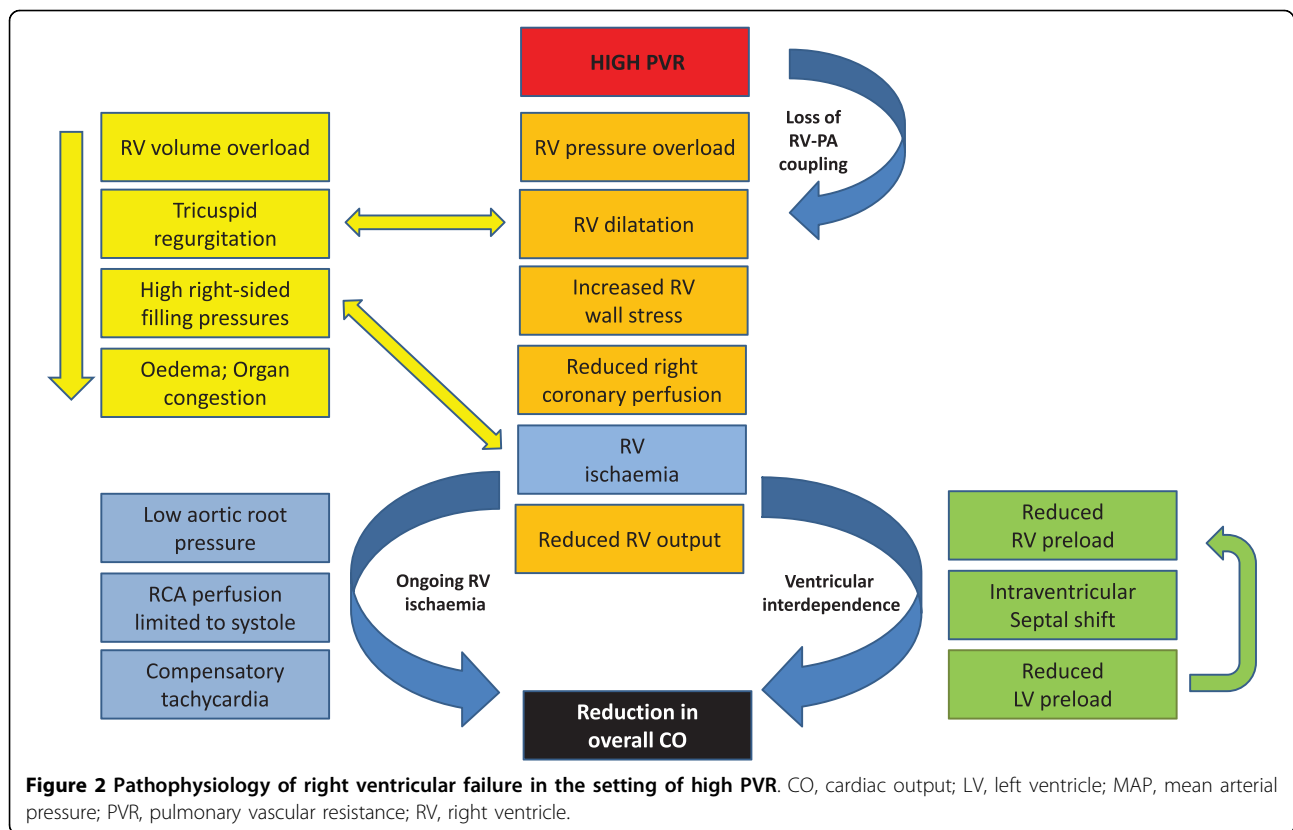 HIGH PVR
Loss of
RV-PA
coupling
RV volume overload
RV pressure overload
Tricuspid
regurgitation
RV dilatation
High right-sided
filling pressures
Increased RV
wall stress
Oedema; Organ
congestion
Reduced right
coronary perfusion
RV
ischaemia
Low aortic root
pressure
Reduced RV output
Reduced
RV preload
RCA perfusion
limited to systole
Ongoing RV
ischaemia
Ventricular
interdependence
Intraventricular
Septal shift
Compensatory
tachycardia
Reduced
LV preload
Reduction in
overall CO
Figure 2 Pathophysiology of right ventricular failure in the setting of high PVR. CO, cardiac output; LV, left ventricle; MAP, mean arterial
pressure; PVR, pulmonary vascular resistance; RV, right ventricle.